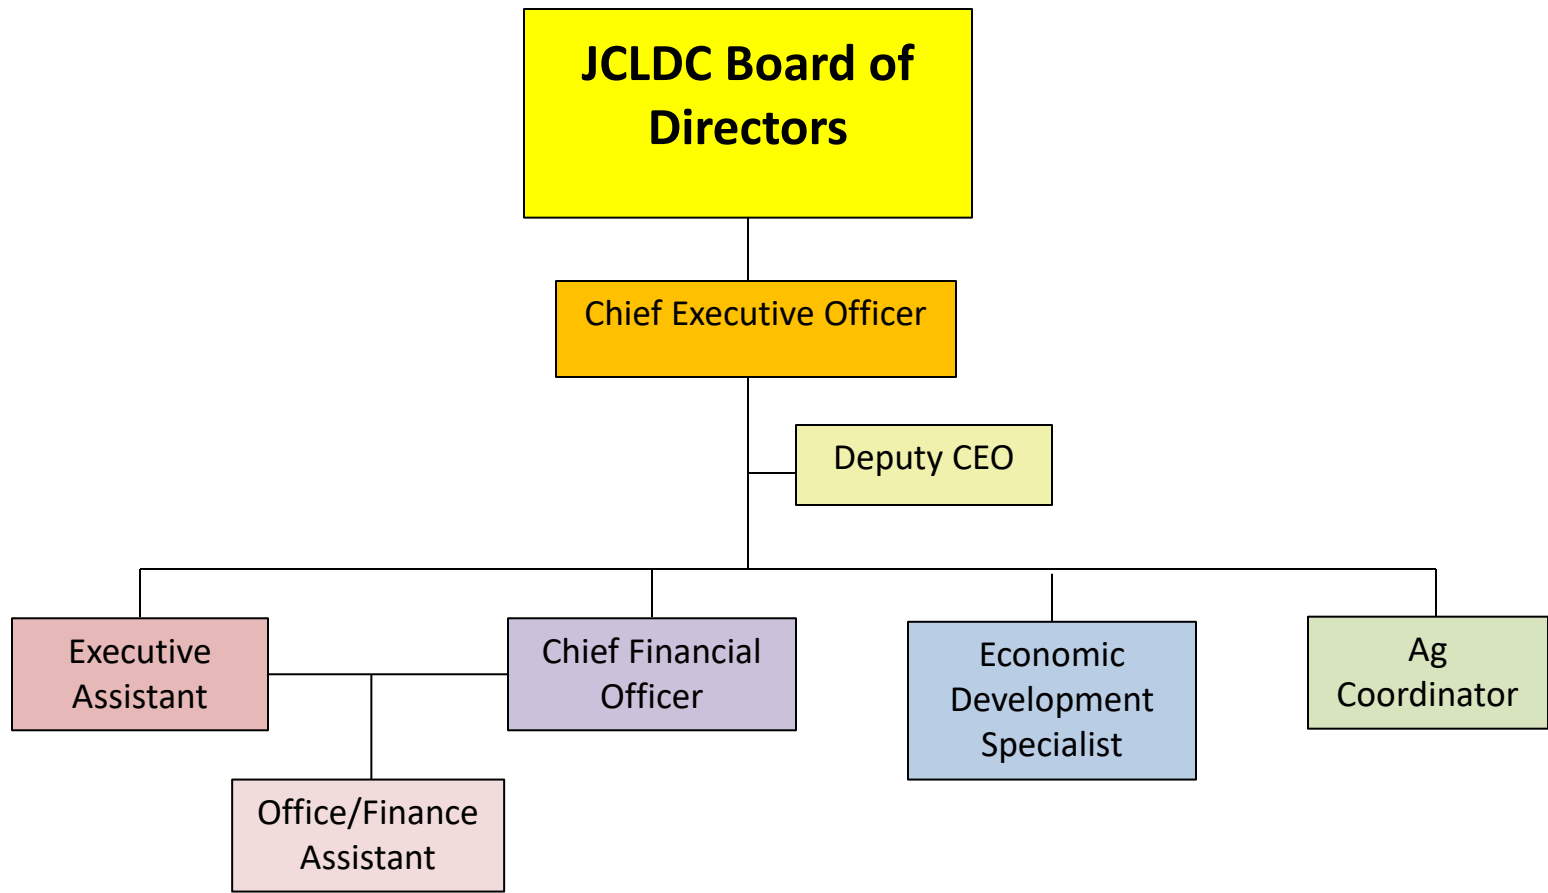 JCLDC Board of
Directors
Chief Executive Officer
Deputy CEO
Executive
Assistant
Chief Financial
Officer
Economic
Development
Specialist
Ag
Coordinator
Office/Finance
Assistant